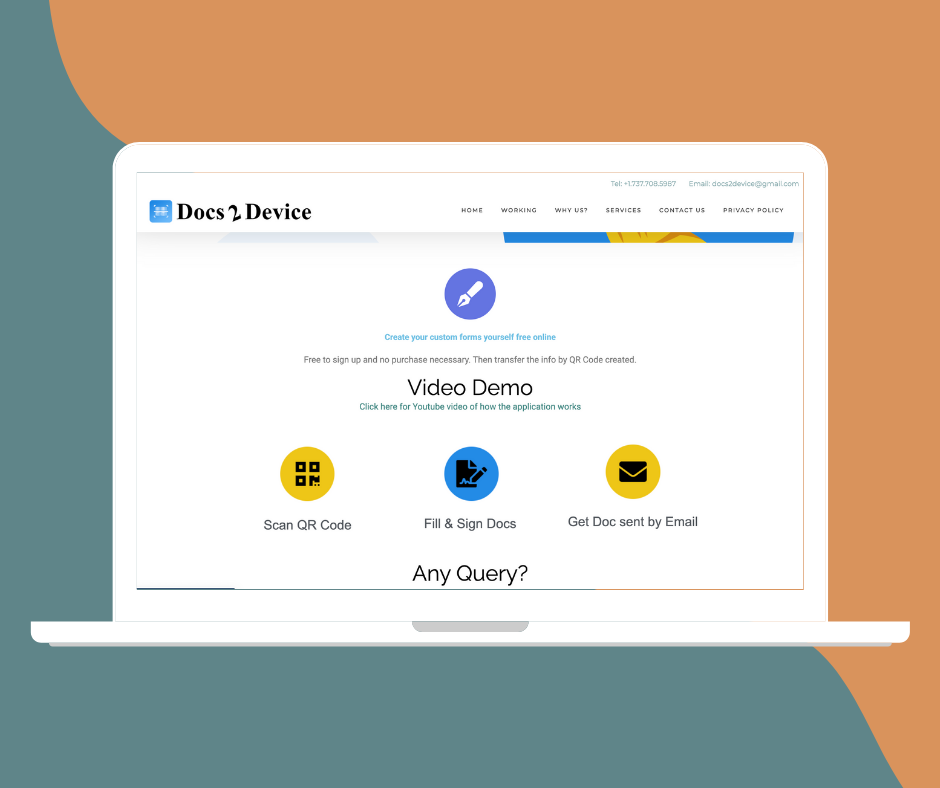 Tel: +1.737.708.5987 Email: docs2device@gmail.com
Docs 2 Device
HOME WORKING WHY US? SERVICES CONTACT US PRIVACY POLICY
Create your custom forms yourself free online
Free to sign up and no purchase necessary. Then transfer the info by QR Code created.
Video Demo
Click here for Youtube video of how the application works
Scan QR Code Fill & Sign Docs Get Doc sent by Email
Any Query?